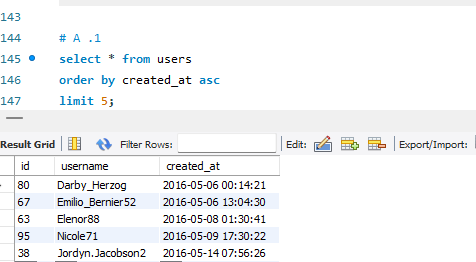 143
144 # A .1
145 select * from users
146 order by created_at asc
147 limit 5;
Result Grid Filter Rows: Edit: Export/Import:
id username created_at
80 Darby_Herzog 2016-05-06 00:14:21
67 Emilio_Bernier52 2016-05-06 13:04:30
63 Elenor88 2016-05-08 01:30:41
95 Nicole71 2016-05-09 17:30:22
38 Jordyn.Jacobson2 2016-05-14 07:56:26